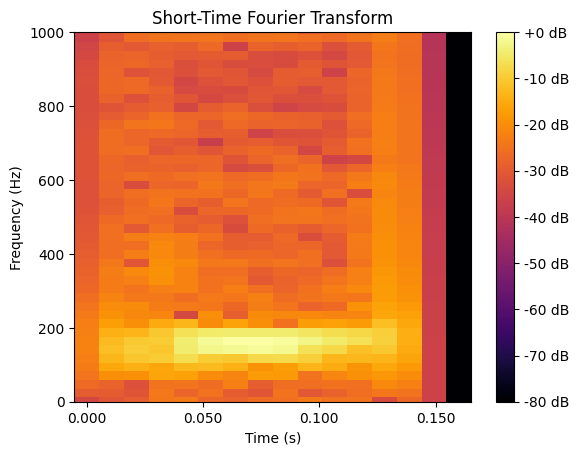 Short-Time Fourier Transform
1000
800
600
400
200
0
Frequency (Hz)
0.000
0.050
0.100
0.150
Time (s)
+0 dB
-10 dB
-20 dB
-30 dB
-40 dB
-50 dB
-60 dB
-70 dB
-80 dB